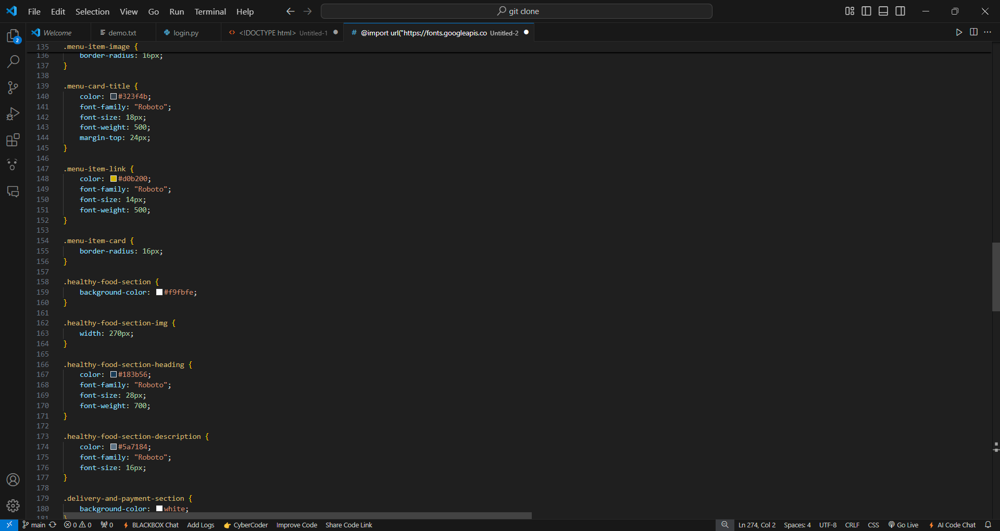 File Edit Selection View Go Run Terminal Help git clone
Welcome demo.txt login.py <!DOCTYPE html> Untitled-1 @import url("https://fonts.googleapis.co Untitled-2
2
135 .menu-item-image {
136 border-radius: 16px;
137 }
138
139 .menu-card-title {
140 color: #323f4b;
141 font-family: "Roboto";
142 font-size: 18px;
143 font-weight: 500;
144 margin-top: 24px;
145 }
146
147 .menu-item-link {
148 color: #d0b200;
149 font-family: "Roboto";
150 font-size: 14px;
151 font-weight: 500;
152 }
153
154 .menu-item-card {
155 border-radius: 16px;
156 }
157
158 .healthy-food-section {
159 background-color: #f9fbfe;
160 }
161
162 .healthy-food-section-img {
163 width: 270px;
164 }
165
166 .healthy-food-section-heading {
167 color: #183b56;
168 font-family: "Roboto";
169 font-size: 28px;
170 font-weight: 700;
171 }
172
173 .healthy-food-section-description {
174 color: #5a7184;
175 font-family: "Roboto";
176 font-size: 16px;
177 }
178
179 .delivery-and-payment-section {
180 background-color: white;
181 }
main 0 0 0 BLACKBOX Chat Add Logs CyberCoder Improve Code Share Code Link Ln 274, Col 2 Spaces: 4 UTF-8 CRLF CSS Go Live AI Code Chat